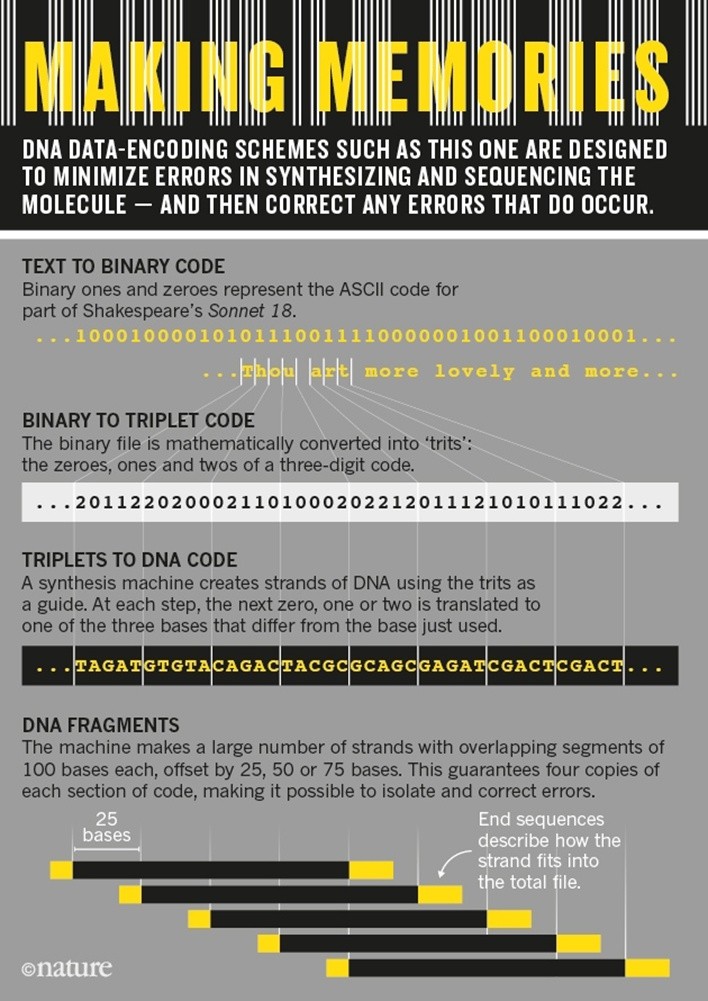 MAKING MEMORIES
DNA DATA-ENCODING SCHEMES SUCH AS THIS ONE ARE DESIGNED
TO MINIMIZE ERRORS IN SYNTHESIZING AND SEQUENCING THE
MOLECULE — AND THEN CORRECT ANY ERRORS THAT DO OCCUR.
TEXT TO BINARY CODE
Binary ones and zeroes represent the ASCII code for
part of Shakespeare's Sonnet 18.
...10001000010101110011110000001001100010001...
...Thou art more lovely and more...
BINARY TO TRIPLET CODE
The binary file is mathematically converted into ‘trits’:
the zeroes, ones and twos of a three-digit code.
...2011220200021101000202212011121010111022...
TRIPLETS TO DNA CODE
A synthesis machine creates strands of DNA using the trits as
a guide. At each step, the next zero, one or two is translated to
one of the three bases that differ from the base just used.
...TAGATGTGTACAGACTACGCGCAGCGAGATCGACTCGACT...
DNA FRAGMENTS
The machine makes a large number of strands with overlapping segments of
100 bases each, offset by 25, 50 or 75 bases. This guarantees four copies of
each section of code, making it possible to isolate and correct errors.
25
bases
End sequences
describe how the
strand fits into
the total file.
©nature